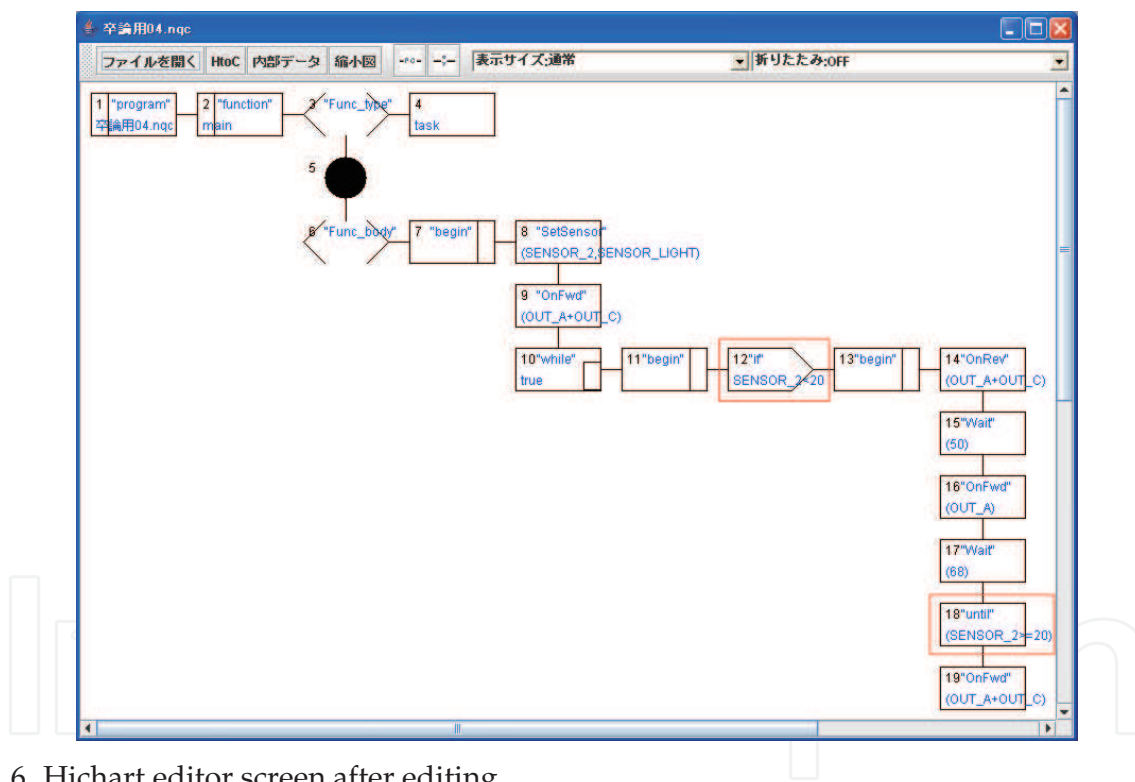 卒論用04.nqc
ファイルを開く HtoC 内部データ 縮小図 -PC- -:- 表示サイズ:通常 折りたたみ:OFF
1 "program" 2 "function" 3 "Func_type" 4
卒論用04.nqc main task
5
6 "Func_body" 7 "begin" 8 "SetSensor"
(SENSOR_2,SENSOR_LIGHT)
9 "OnFwd"
(OUT_A+OUT_C)
10"while" 11"begin" 12"if" 13"begin" 14"OnRev"
true SENSOR_2<20 (OUT_A+OUT_C)
15"Wait"
(50)
16"OnFwd"
(OUT_A)
17"Wait"
(68)
18"until"
(SENSOR_2>=20)
19"OnFwd"
(OUT_A+OUT_C)
6. Hichart editor screen after editing